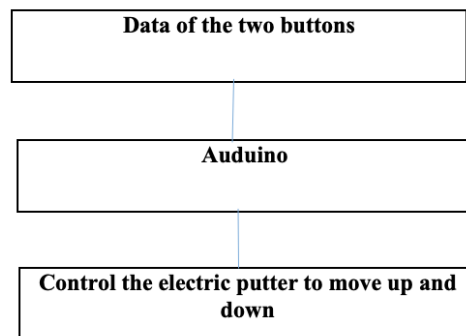 Data of the two buttons
Auduino
Control the electric putter to move up and
down